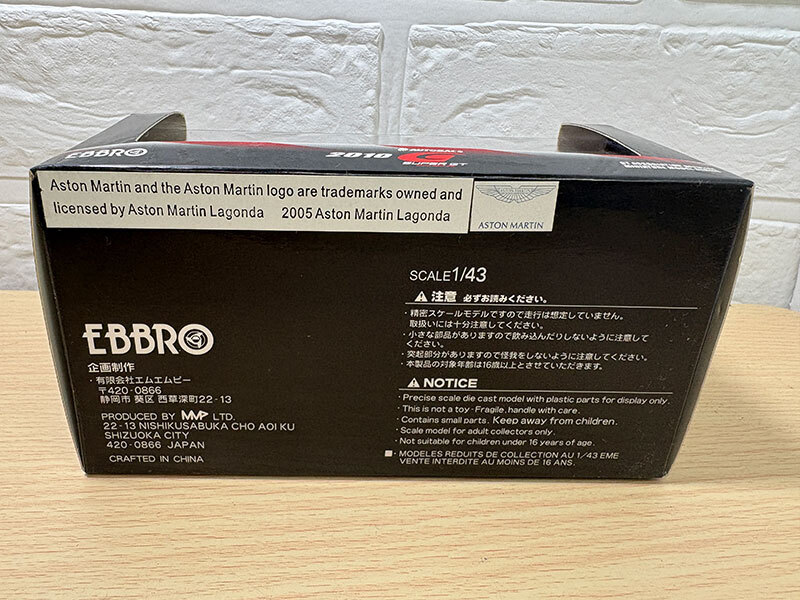 EBBRO
AUTOBACS
2010 SUPER GT
Aston Martin and the Aston Martin logo are trademarks owned and
licensed by Aston Martin Lagonda 2005 Aston Martin Lagonda
ASTON MARTIN
SCALE 1/43
注意 必ずお読みください。
・精密スケールモデルですので走行は想定していません。
取扱いには十分注意してください。
・小さな部品がありますので飲み込んだりしないように注意して
ください。
・突起部分がありますので怪我をしないように注意してください。
・本製品の対象年齢は16歳以上とさせていただきます。
NOTICE
・Precise scale die cast model with plastic parts for display only.
・This is not a toy - Fragile, handle with care.
・Contains small parts. Keep away from children.
・Scale model for adult collectors only.
・Not suitable for children under 16 years of age.
・MODELES REDUITS DE COLLECTION AU 1/43 EME
VENTE INTERDITE AU MOINS DE 16 ANS.
EBBRO
企画制作
・有限会社エムエムピー
〒420-0866
静岡市 葵区 西草深町22-13
PRODUCED BY MMP LTD.
22-13 NISHIKUSABUKA CHO AOI KU
SHIZUOKA CITY
420-0866 JAPAN
CRAFTED IN CHINA